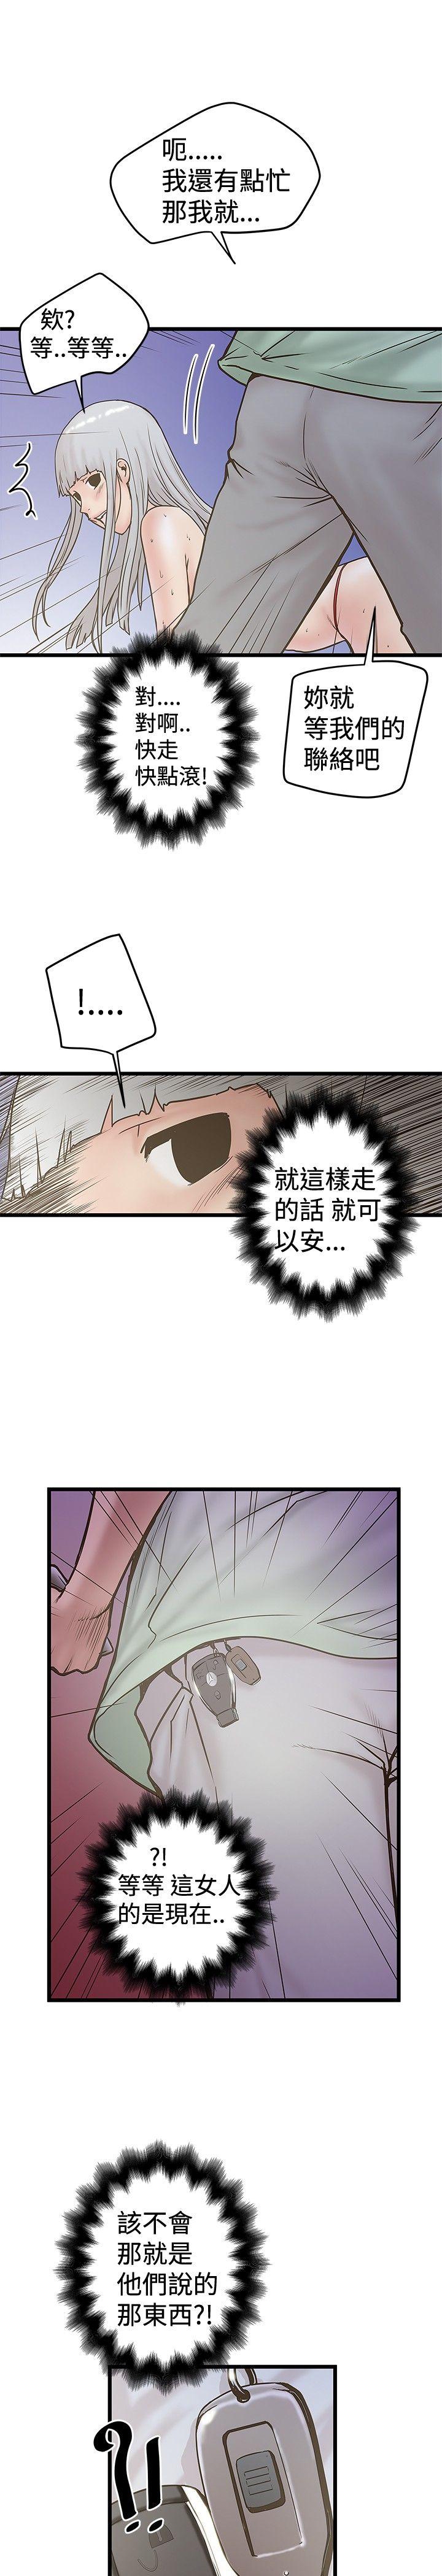 呃.....
我還有點忙
那我就...
欸?
等..等等..
對....
對啊..
快走
快點滾!
妳就
等我們的
聯絡吧
!....
就這樣走
的話 就可
以安...
?!
等等 這女人
的是現在..
該不會
那就是
他們說的
那東西?!
?!